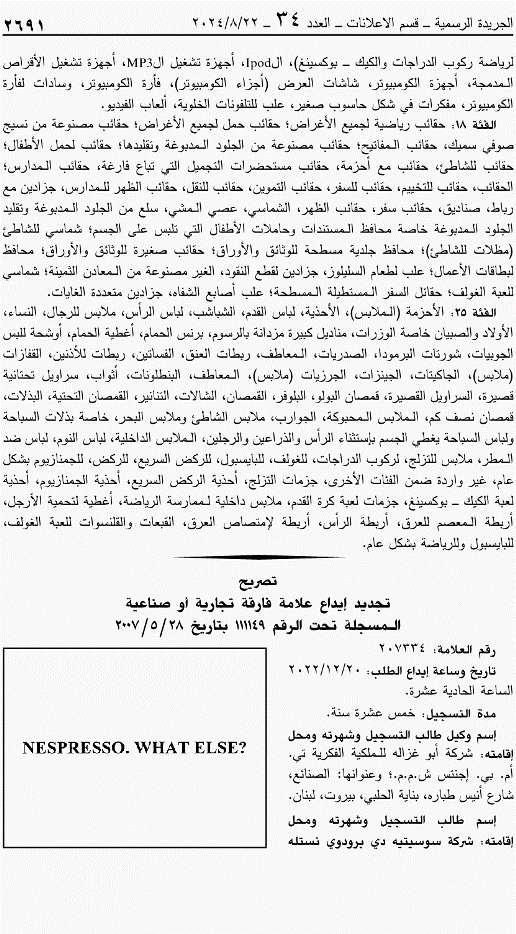 الجريدة الرسمية ــ قسم الاعلانات ــ العدد ٣٤ ــ ٢٠٢٤/٨/٢٢
٢٦٩١
لرياضة ركوب الدراجات والكيك ــ بوكسينغ)، الIpod، أجهزة تشغيل الMP3، أجهزة تشغيل الأقراص
المدمجة، أجهزة الكومبيوتر، شاشات العرض (أجزاء الكومبيوتر)، فأرة الكومبيوتر، وسادات لفأرة
الكومبيوتر، مفكرات في شكل حاسوب صغير، علب للتلفونات الخلوية، ألعاب الفيديو.
الفئة ١٨: حقائب رياضية لجميع الأغراض؛ حقائب حمل لجميع الأغراض؛ حقائب مصنوعة من نسيج
صوفي سميك، حقائب المفاتيح؛ حقائب مصنوعة من الجلود المدبوغة وتقليدها؛ حقائب لحمل الأطفال؛
حقائب للشاطئ، حقائب مع أحزمة، حقائب مستحضرات التجميل التي تباع فارغة، حقائب المدارس؛
الحقائب، حقائب للتخييم، حقائب للسفر، حقائب التموين، حقائب للنقل، حقائب الظهر للمدارس، جزادين مع
رباط، صناديق، حقائب سفر، حقائب الظهر، الشماسي، عصي المشي، سلع من الجلود المدبوغة وتقليد
الجلود المدبوغة خاصة محافظ المستندات وحاملات الأطفال التي تلبس على الجسم؛ شماسي للشاطئ
(مظلات للشاطئ)؛ محافظ جلدية مسطحة للوثائق والأوراق؛ حقائب صغيرة للوثائق والأوراق؛ محافظ
لبطاقات الأعمال؛ علب لطعام السليلوز، جزادين لقطع النقود، الغير مصنوعة من المعادن الثمينة؛ شماسي
للعبة الغولف؛ حقائل السفر المستطيلة المسطحة؛ علب أصابع الشفاه، جزادين متعددة الغايات.
الفئة ٢٥: الأحزمة (الملابس)، الأحذية، لباس القدم، الشباشب، لباس الرأس، ملابس للرجال، النساء،
الأولاد والصبيان خاصة الوزرات، مناديل كبيرة مزدانة بالرسوم، برنس الحمام، أغطية الحمام، أوشحة للبس
الجوبيات، شورتات البرمودا، الصدريات، المعاطف، ربطات العنق، الفساتين، ربطات للأذنين، القفازات
(ملابس)، الجاكيتات، الجينزات، الجرزيات (ملابس)، المعاطف، البنطلونات، أثواب، سراويل تحتانية
قصيرة، السراويل القصيرة، قمصان البولو، البلوفر، القمصان، الشالات، التنانير، القمصان التحتية، البذلات،
قمصان نصف كم، الملابس المحبوكة، الجوارب، ملابس الشاطئ وملابس البحر، خاصة بذلات السباحة
ولباس السباحة يغطي الجسم بإستثناء الرأس والذراعين والرجلين، الملابس الداخلية، لباس النوم، لباس ضد
المطر، ملابس للتزلج، لركوب الدراجات، للغولف، للبايسبول، للركض السريع، للركض، للجمنازيوم بشكل
عام، غير واردة ضمن الفئات الأخرى، جزمات التزلج، أحذية الركض السريع، أحذية الجمنازيوم، أحذية
لعبة الكيك ــ بوكسينغ، جزمات لعبة كرة القدم، ملابس داخلية لممارسة الرياضة، أغطية لتحمية الأرجل،
أربطة المعصم للعرق، أربطة الرأس، أربطة لإمتصاص العرق، القبعات والقلنسوات للعبة الغولف،
للبايسبول وللرياضة بشكل عام.
تصريح
تجديد إيداع علامة فارقة تجارية أو صناعية
المسجلة تحت الرقم ١١١١٤٩ بتاريخ ٢٠٠٧/٥/٢٨
رقم العلامة: ٢٠٧٣٣٤
تاريخ وساعة إيداع الطلب: ٢٠٢٢/١٢/٢٠
الساعة الحادية عشرة.
مدة التسجيل: خمس عشرة سنة.
إسم وكيل طالب التسجيل وشهرته ومحل
إقامته: شركة أبو غزاله للملكية الفكرية تي.
أم. بي. إجنتس ش.م.م.؛ وعنوانها: الصنائع،
شارع أنيس طباره، بناية الحلبي، بيروت، لبنان.
إسم طالب التسجيل وشهرته ومحل
إقامته: شركة سوسيتيه دي برودوي نستله
NESPRESSO. WHAT ELSE?